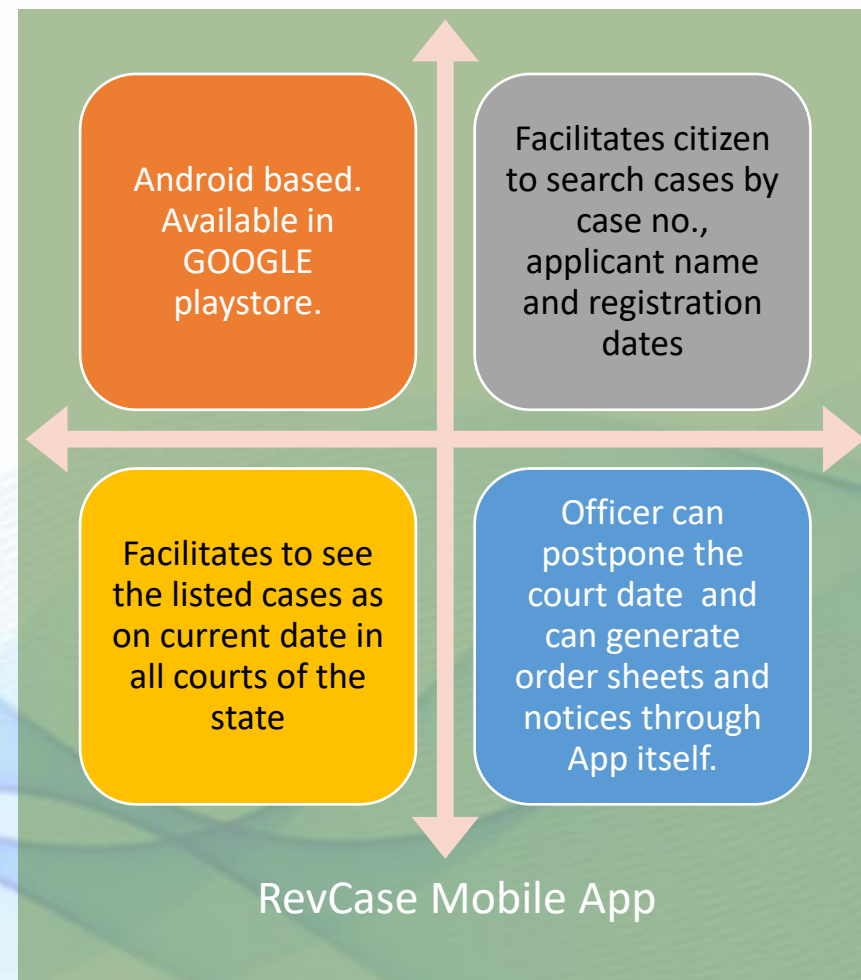 Android based.
Available in
GOOGLE
playstore.
Facilitates citizen
to search cases by
case no.,
applicant name
and registration
dates
Facilitates to see
the listed cases as
on current date in
all courts of the
state
Officer can
postpone the
court date  and
can generate
order sheets and
notices through
App itself.
RevCase Mobile App